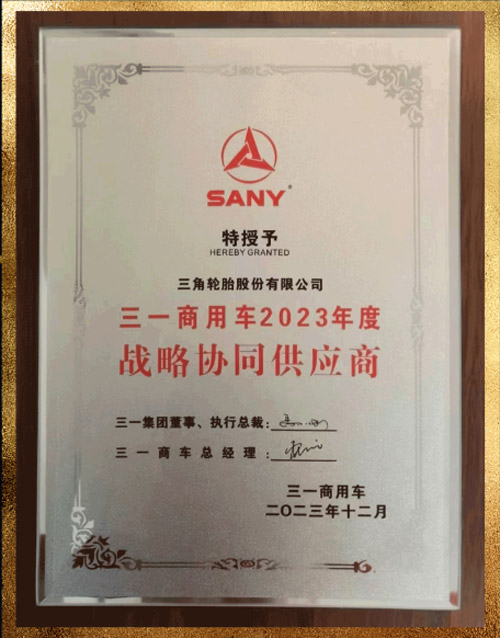 SANY
特授予
HEREBY GRANTED
三角轮胎股份有限公司
三一商用车2023年度
战略协同供应商
三一集团董事、执行总裁:
三一商车总经理:
三一商用车
二〇二三年十二月